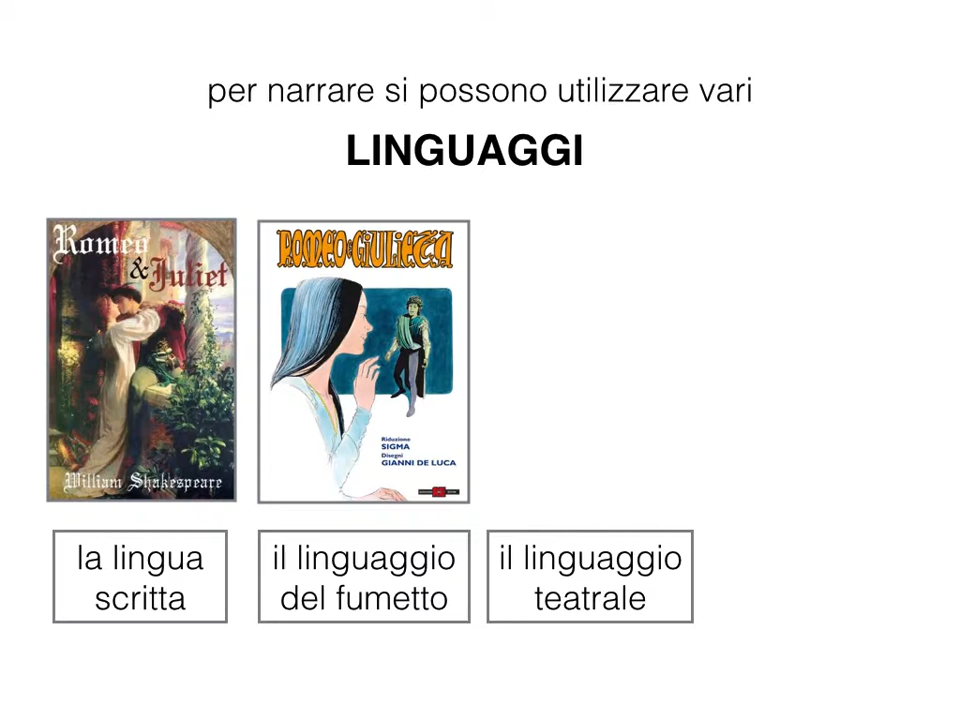 per narrare si possono utilizzare vari
LINGUAGGI
Romeo
& Juliet
William Shakespeare
ROMEO e GIULIETTA
Riduzione
SIGMA
Disegni
GIANNI DE LUCA
la lingua
scritta
il linguaggio
del fumetto
il linguaggio
teatrale